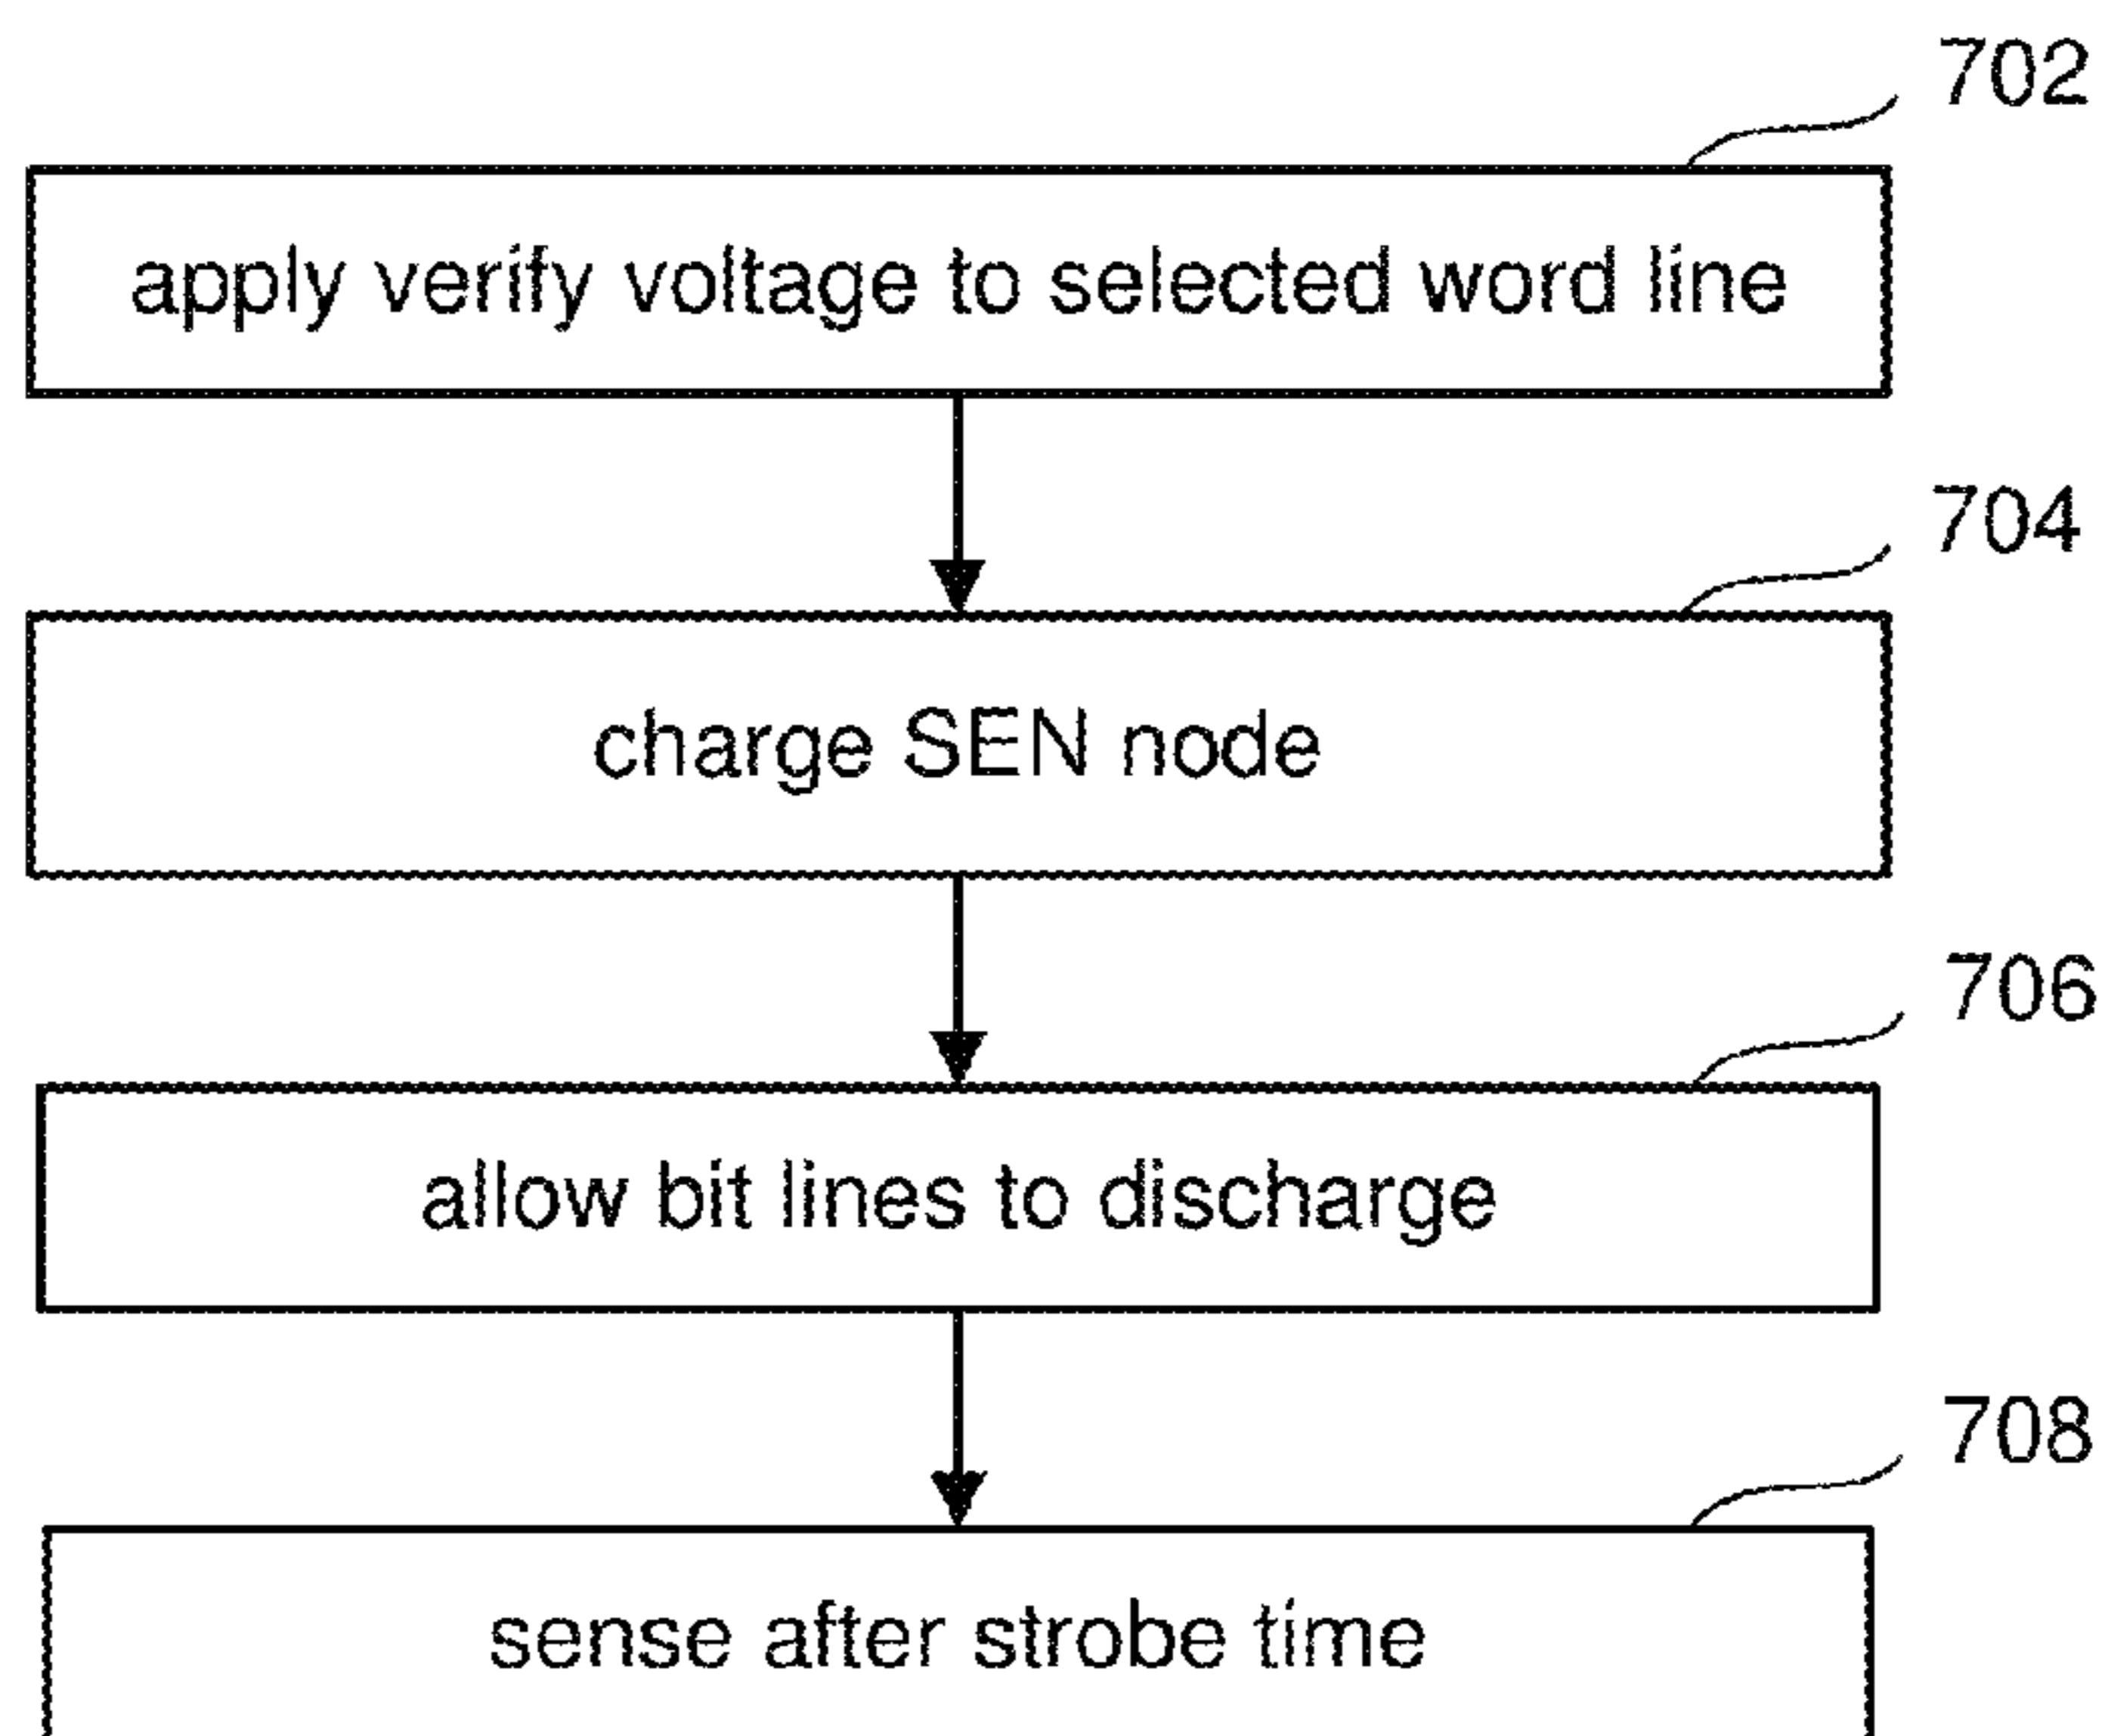 702
apply verify voltage to selected word line
704
charge SEN node
706
allow bit lines to discharge
708
sense after strobe time